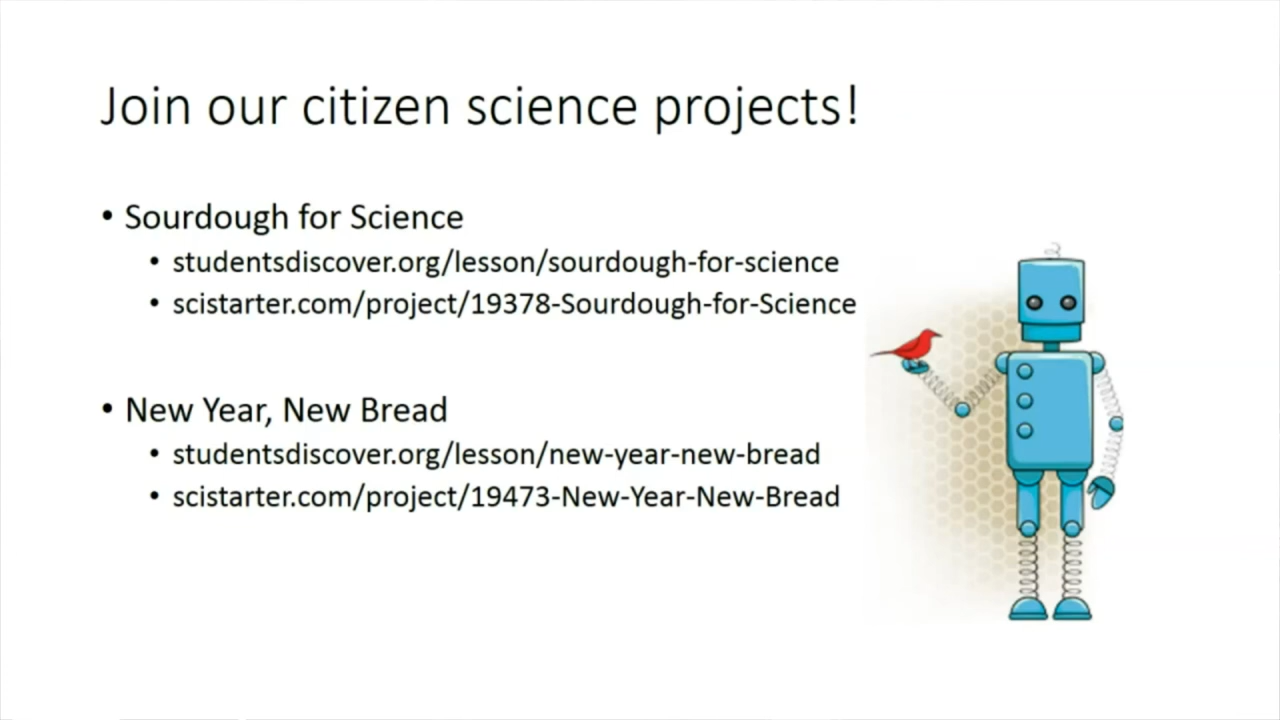 Join our citizen science projects!
• Sourdough for Science
• studentsdiscover.org/lesson/sourdough-for-science
• scistarter.com/project/19378-Sourdough-for-Science
• New Year, New Bread
• studentsdiscover.org/lesson/new-year-new-bread
• scistarter.com/project/19473-New-Year-New-Bread